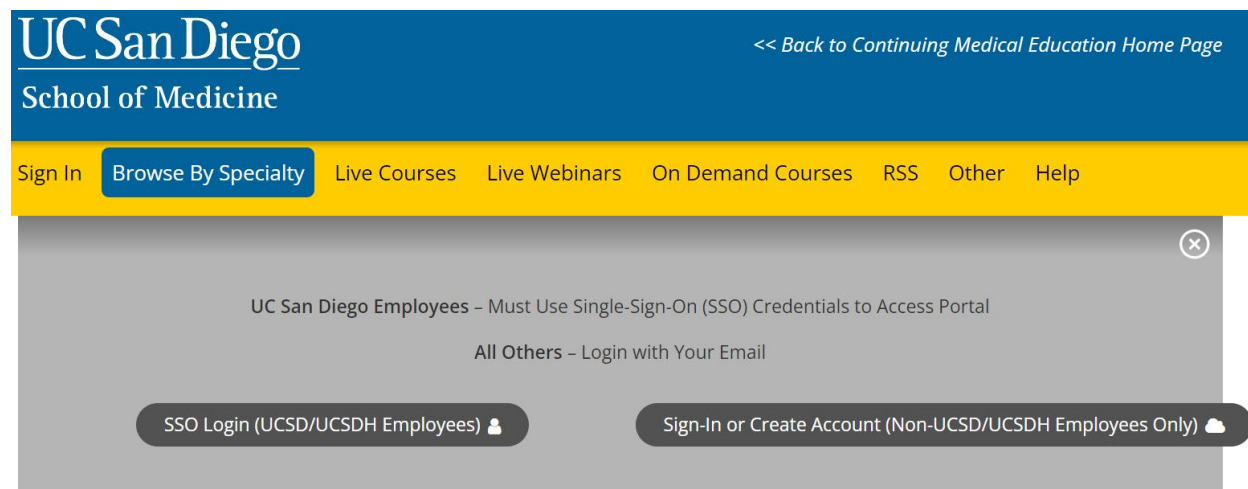 UC San Diego
School of Medicine
<< Back to Continuing Medical Education Home Page
Sign In Browse By Specialty Live Courses Live Webinars On Demand Courses RSS Other Help
UC San Diego Employees – Must Use Single-Sign-On (SSO) Credentials to Access Portal
All Others – Login with Your Email
SSO Login (UCSD/UCSDH Employees) Sign-In or Create Account (Non-UCSD/UCSDH Employees Only)